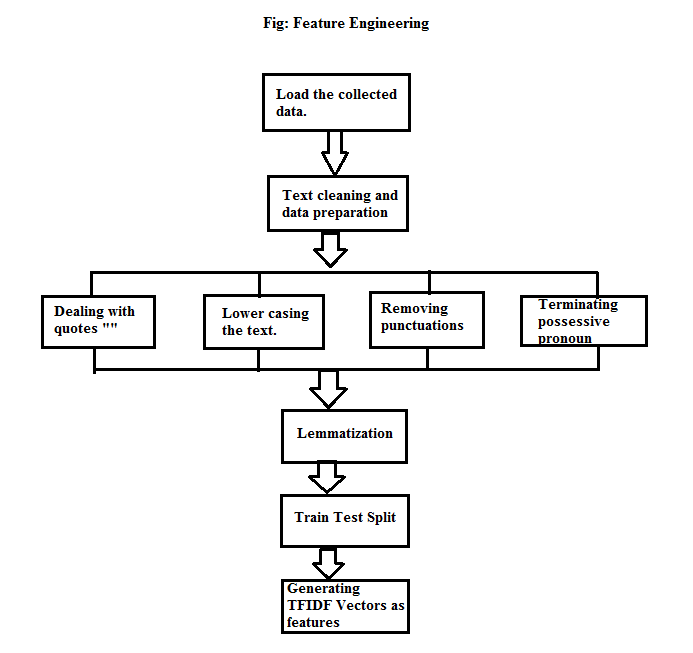 Fig: Feature Engineering
Load the collected
data.
Text cleaning and
data preparation
Dealing with
quotes ""
Lower casing
the text.
Removing
punctuations
Terminating
possessive
pronoun
Lemmatization
Train Test Split
Generating
TFIDF Vectors as
features